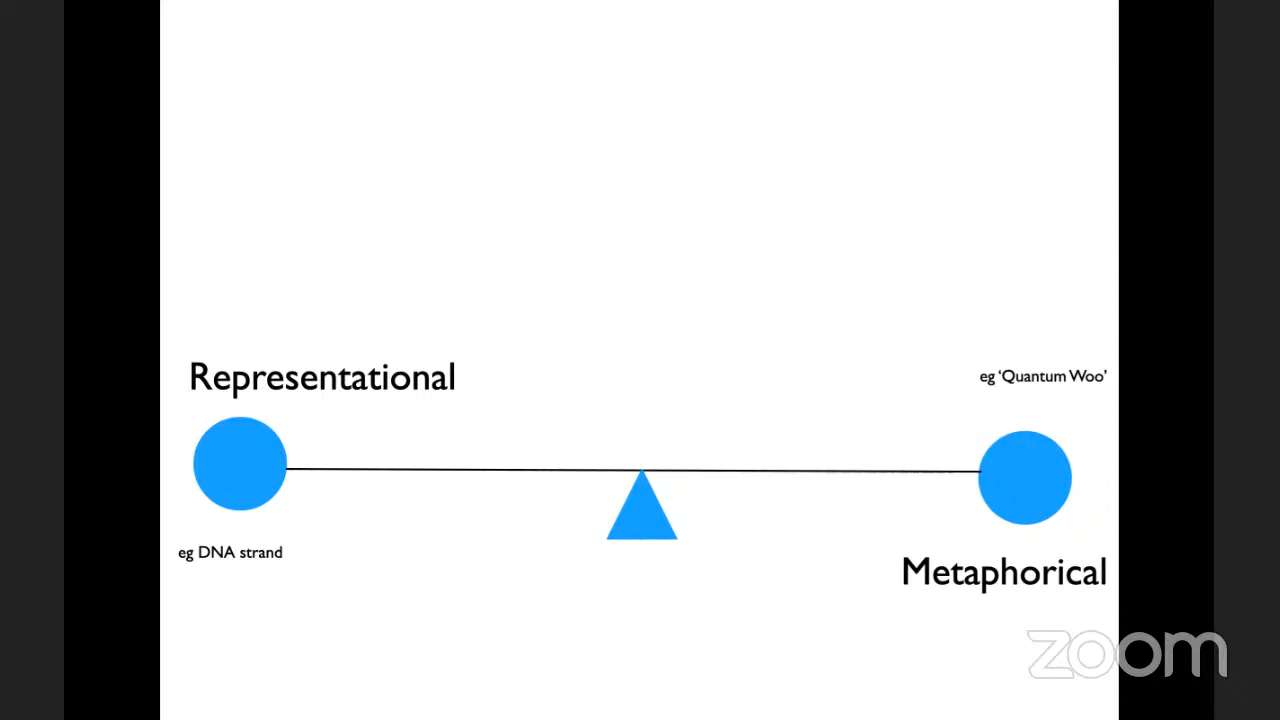 Representational
eg ‘Quantum Woo’
eg DNA strand
Metaphorical
zoom